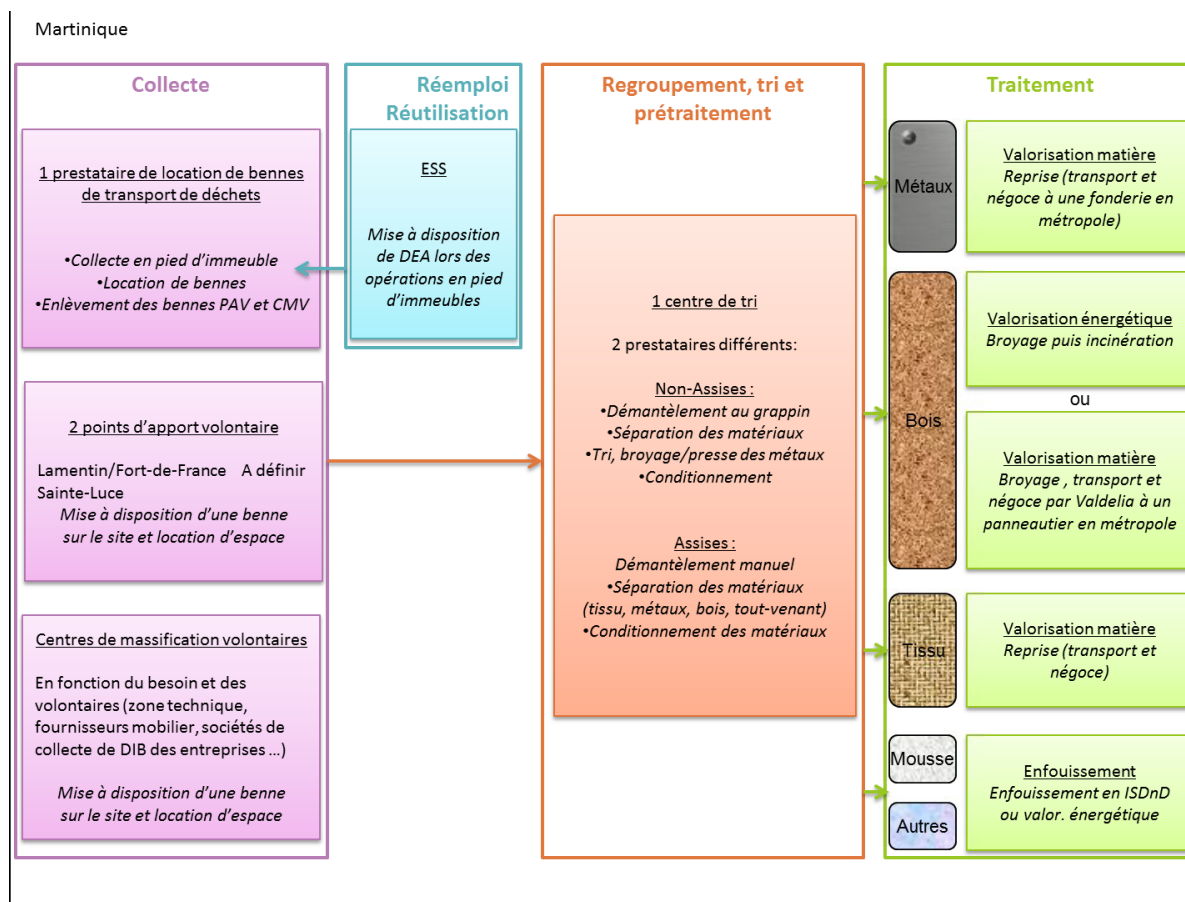 Martinique
Collecte
1 prestataire de location de bennes
de transport de déchets
•Collecte en pied d’immeuble
•Location de bennes
•Enlèvement des bennes PAV et CMV
2 points d’apport volontaire
Lamentin/Fort-de-France A définir
Sainte-Luce
Mise à disposition d’une benne
sur le site et location d’espace
Centres de massification volontaires
En fonction du besoin et des
volontaires (zone technique,
fournisseurs mobilier, sociétés de
collecte de DIB des entreprises …)
Mise à disposition d’une benne
sur le site et location d’espace
Réemploi
Réutilisation
ESS
Mise à disposition
de DEA lors des
opérations en pied
d’immeubles
Regroupement, tri et
prétraitement
1 centre de tri
2 prestataires différents:
Non-Assises :
•Démantèlement au grappin
•Séparation des matériaux
•Tri, broyage/presse des métaux
•Conditionnement
Assises :
Démantèlement manuel
•Séparation des matériaux
(tissu, métaux, bois, tout-venant)
•Conditionnement des matériaux
Traitement
Métaux
Valorisation matière
Reprise (transport et
négoce à une fonderie en
métropole)
Bois
Valorisation énergétique
Broyage puis incinération
ou
Valorisation matière
Broyage , transport et
négoce par Valdelia à un
panneautier en métropole
Tissu
Valorisation matière
Reprise (transport et
négoce)
Mousse
Autres
Enfouissement
Enfouissement en ISDnD
ou valor. énergétique